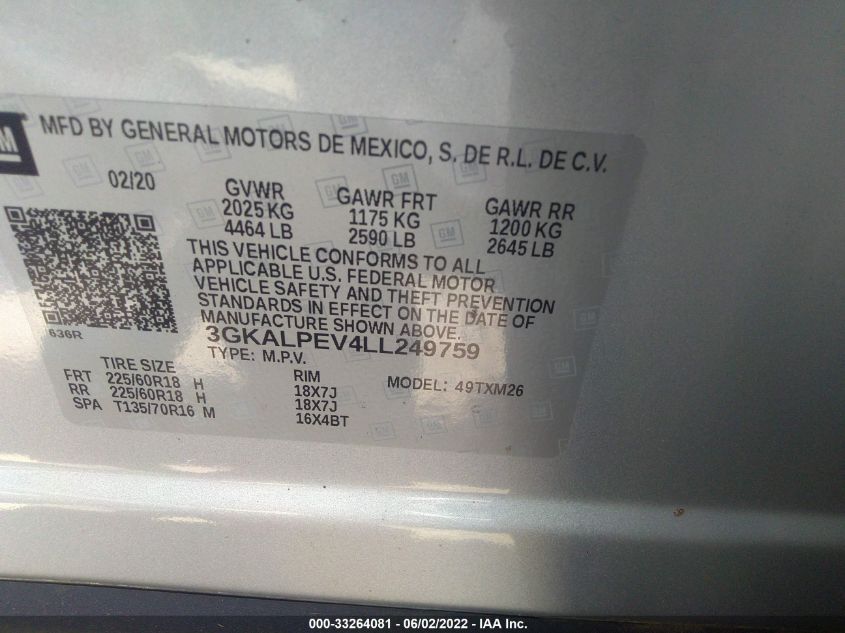 GM
MFD BY GENERAL MOTORS DE MEXICO, S. DE R.L. DE C.V.
02/20 GVWR GAWR FRT GAWR RR
2025 KG 1175 KG 1200 KG
4464 LB 2590 LB 2645 LB
THIS VEHICLE CONFORMS TO ALL
APPLICABLE U.S. FEDERAL MOTOR
VEHICLE SAFETY AND THEFT PREVENTION
STANDARDS IN EFFECT ON THE DATE OF
MANUFACTURE SHOWN ABOVE.
636R 3GKALPEV4LL249759
TYPE: M.P.V. MODEL: 49TXM26
TIRE SIZE RIM
FRT 225/60R18 H 18X7J
RR 225/60R18 H 18X7J
SPA T135/70R16 M 16X4BT
000-33264081 - 06/02/2022 - IAA Inc.